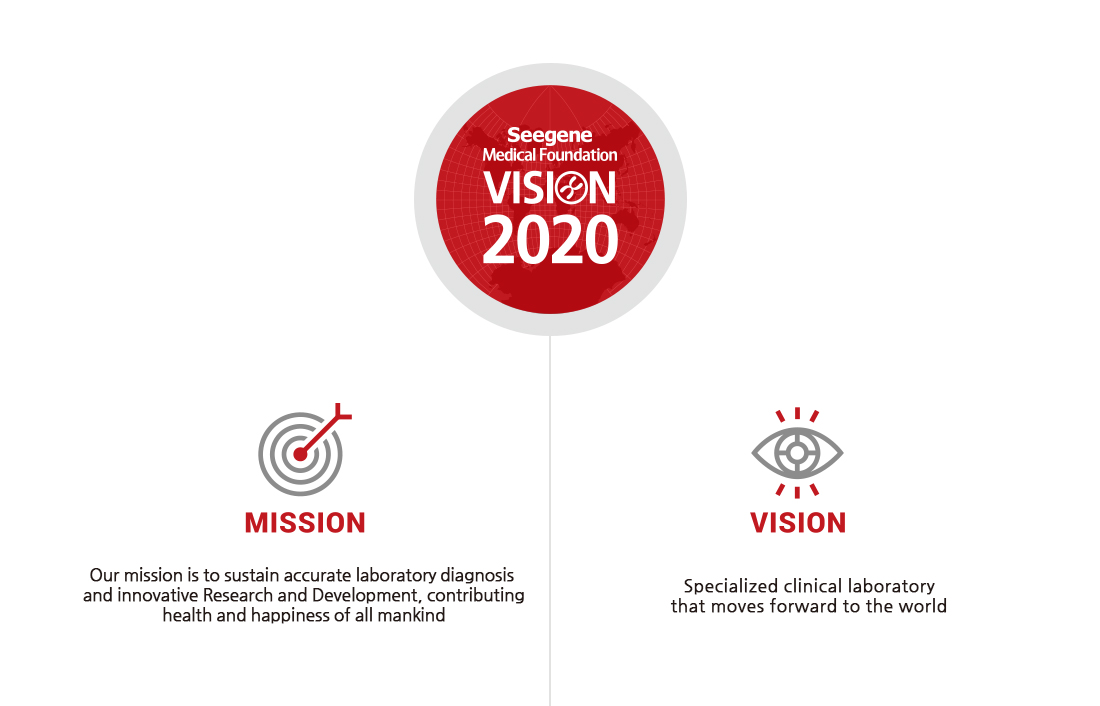 Seegene
Medical Foundation
VISION
2020
MISSION
Our mission is to sustain accurate laboratory diagnosis
and innovative Research and Development, contributing
health and happiness of all mankind
VISION
Specialized clinical laboratory
that moves forward to the world